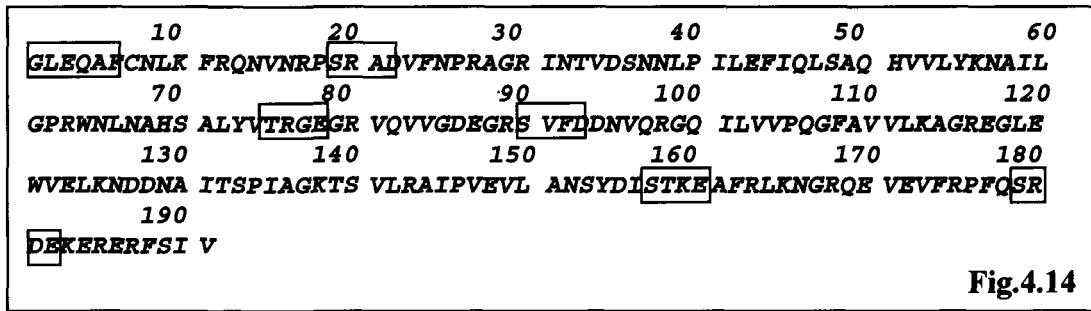 10 20 30 40 50 60
GLEQAFCNLK FRQNVNRPSR ADVFNPRAGR INTVDSNNLP ILEFIQLSAQ HVVLYKNAIL
70 80 90 100 110 120
GPRWNLNAHS ALYVTRGEGR VQVVGDEGRS VFDDNVQRGQ ILVVPQGFAV VLKAGREGLE
130 140 150 160 170 180
WVELKNDDNA ITSPIAGKTS VLRAIPVEVL ANSYDISTKE AFRLKNGRQE VEVFRPFQSR
190
DEKERERFSI V
Fig.4.14